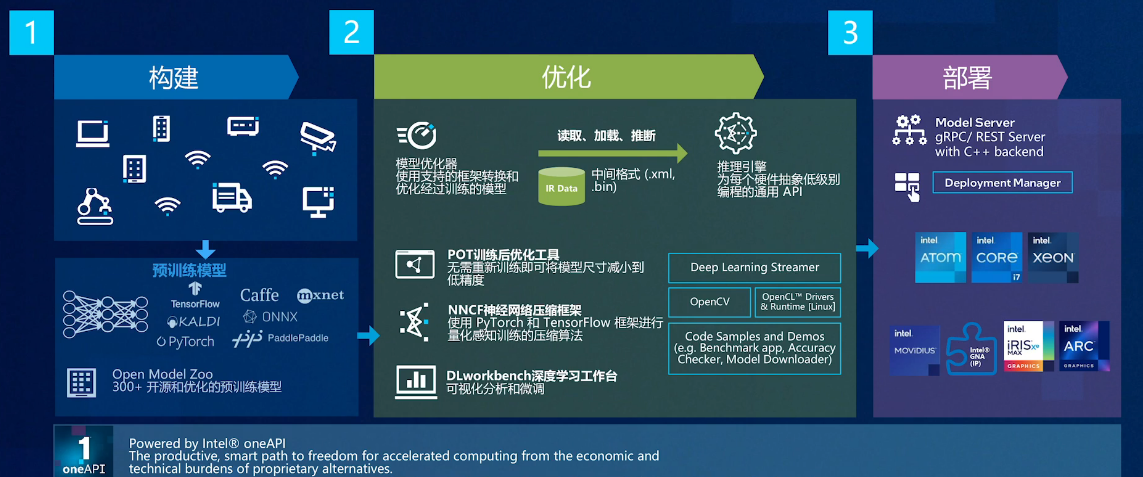 1
构建
预训练模型
TensorFlow
Caffe
mxnet
KALDI
ONNX
PyTorch
PaddlePaddle
Open Model Zoo
300+ 开源和优化的预训练模型
2
优化
模型优化器
使用支持的框架转换和
优化经过训练的模型
读取、加载、推断
IR Data
中间格式 (.xml,
.bin)
推理引擎
为每个硬件抽象低级别
编程的通用 API
POT训练后优化工具
无需重新训练即可将模型尺寸减小到
低精度
NNCF神经网络压缩框架
使用 PyTorch 和 TensorFlow 框架进行
量化感知训练的压缩算法
DLworkbench深度学习工作台
可视化分析和微调
Deep Learning Streamer
OpenCV
OpenCL™ Drivers
& Runtime [Linux]
Code Samples and Demos
(e.g. Benchmark app, Accuracy
Checker, Model Downloader)
3
部署
Model Server
gRPC/ REST Server
with C++ backend
Deployment Manager
intel.
ATOM
intel.
CORE
i7
intel.
XEON
intel.
MOVIDIUS
Intel®
GNA
(IP)
intel.
iRIS Xe
MAX
GRAPHICS
intel.
ARC
GRAPHICS
1
oneAPI
Powered by Intel® oneAPI
The productive, smart path to freedom for accelerated computing from the economic and
technical burdens of proprietary alternatives.